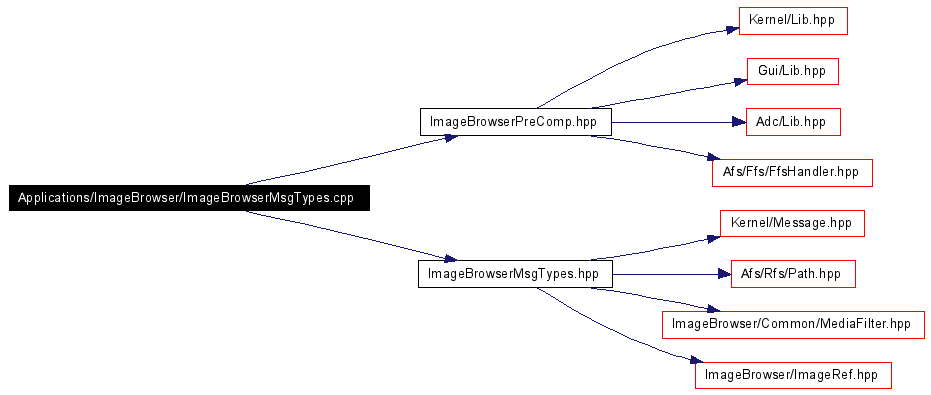 Kernel/Lib.hpp
Gui/Lib.hpp
ImageBrowserPreComp.hpp
Adc/Lib.hpp
Afs/Ffs/FfsHandler.hpp
Applications/ImageBrowser/ImageBrowserMsgTypes.cpp
Kernel/Message.hpp
ImageBrowserMsgTypes.hpp
Afs/Rfs/Path.hpp
ImageBrowser/Common/MediaFilter.hpp
ImageBrowser/ImageRef.hpp